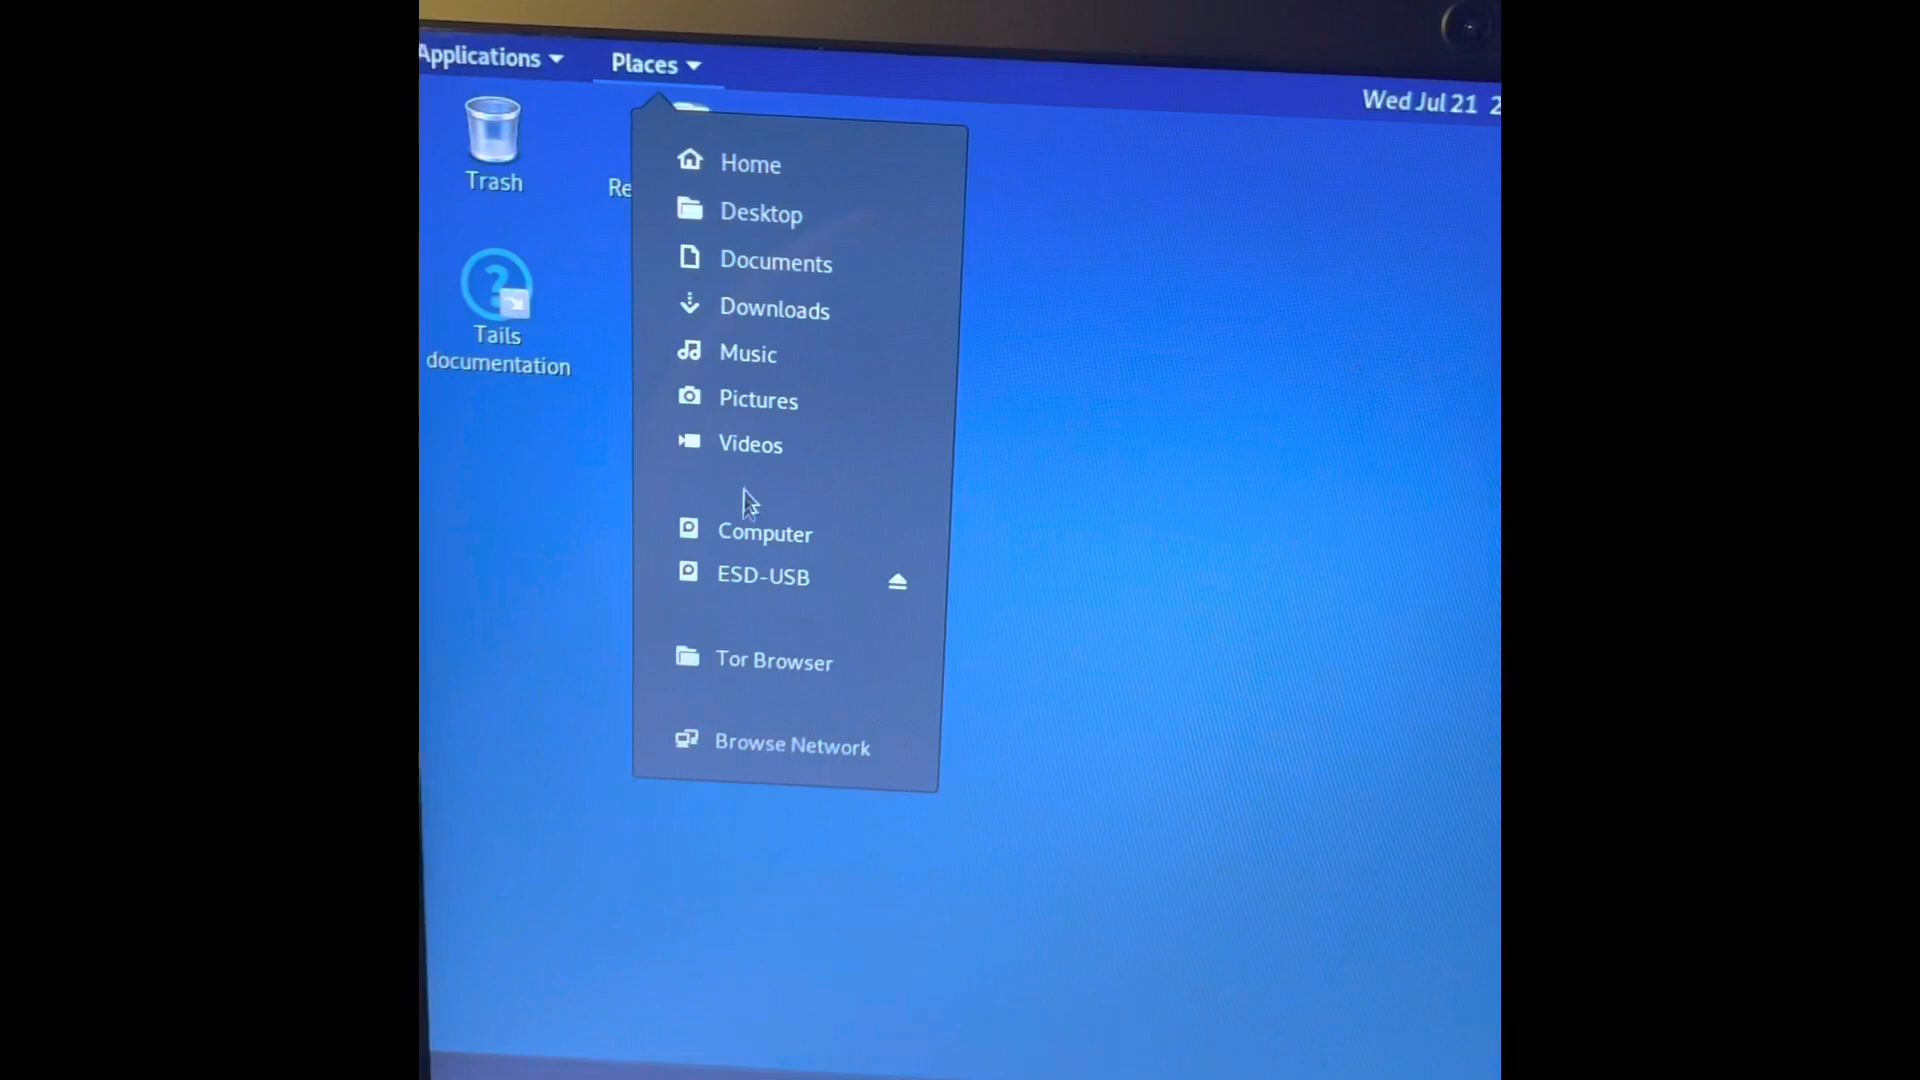 Applications
Places
Wed Jul 21
Trash
Tails
documentation
Home
Desktop
Documents
Downloads
Music
Pictures
Videos
Computer
ESD-USB
Tor Browser
Browse Network